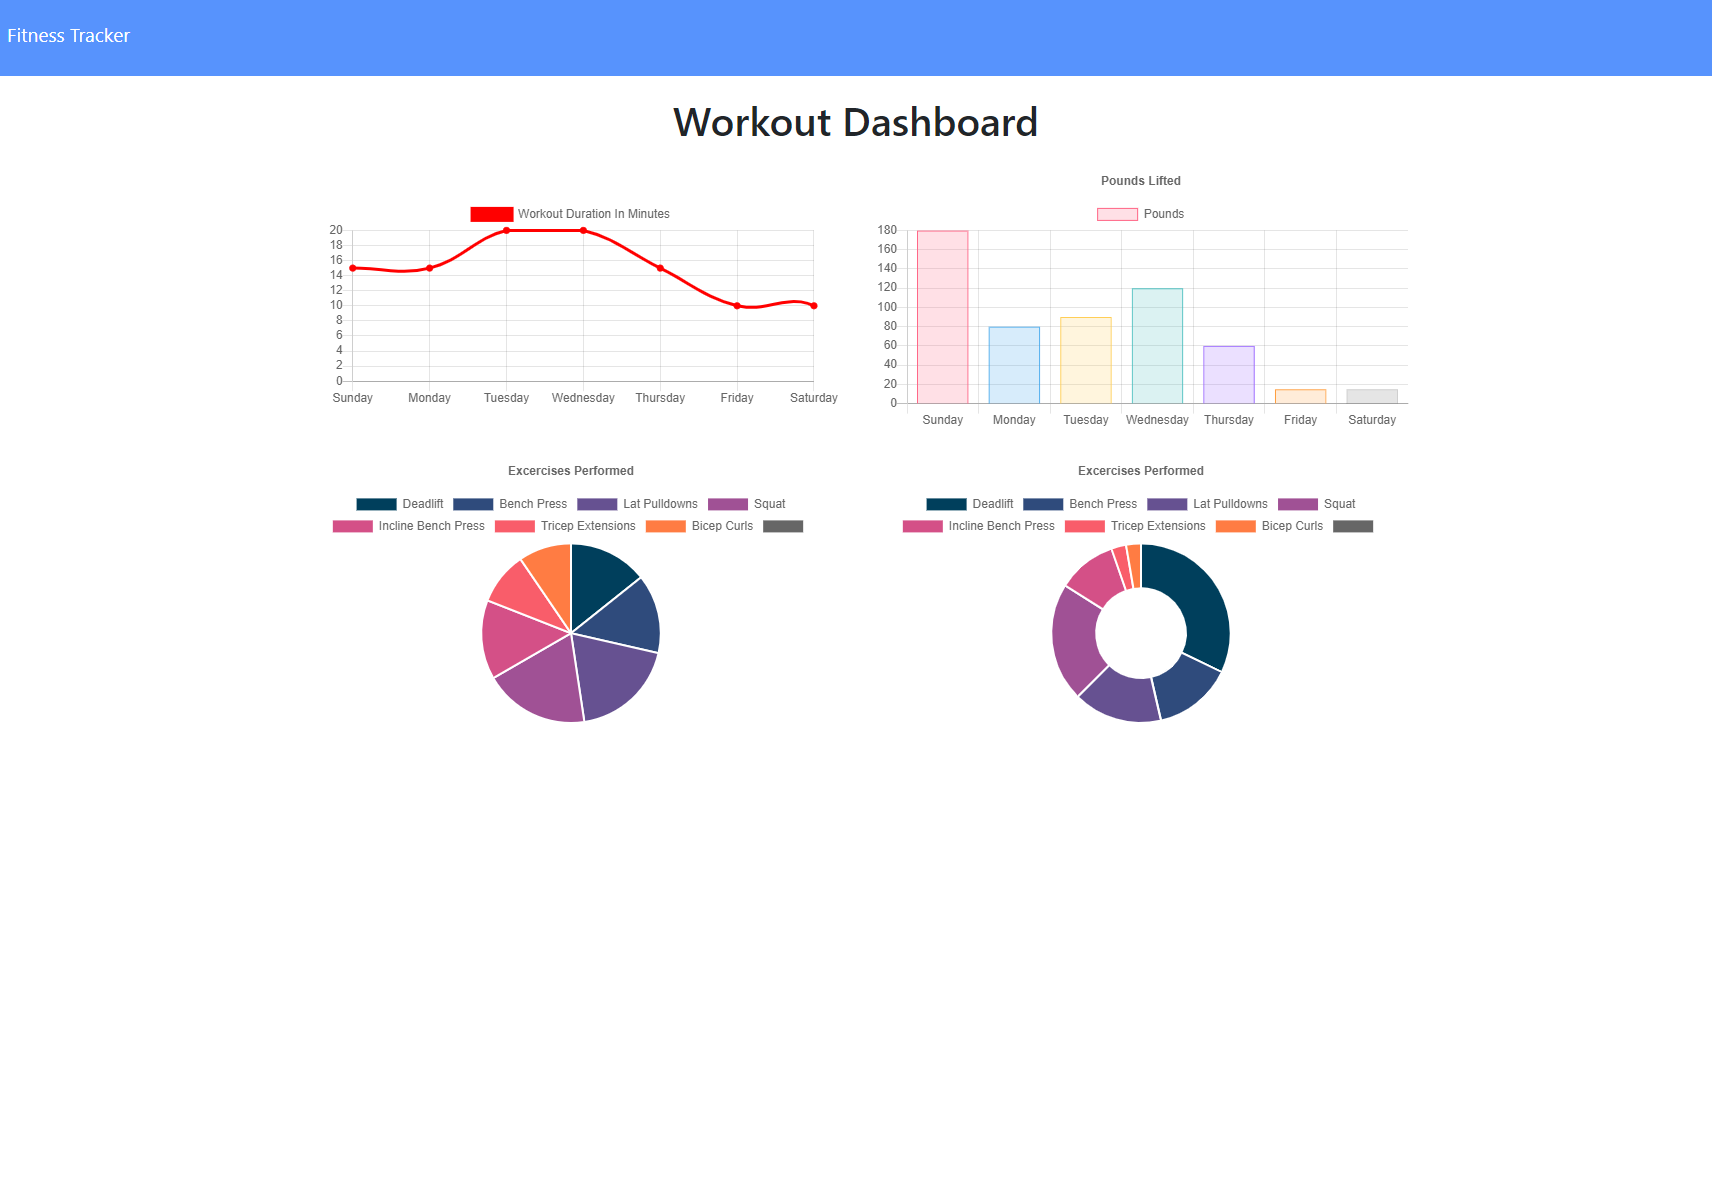 Fitness Tracker
Workout Dashboard
Workout Duration In Minutes
20
18
16
14
12
10
8
6
4
2
0
Sunday Monday Tuesday Wednesday Thursday Friday Saturday
Pounds Lifted
Pounds
180
160
140
120
100
80
60
40
20
0
Sunday Monday Tuesday Wednesday Thursday Friday Saturday
Excercises Performed
Deadlift Bench Press Lat Pulldowns Squat
Incline Bench Press Tricep Extensions Bicep Curls
Excercises Performed
Deadlift Bench Press Lat Pulldowns Squat
Incline Bench Press Tricep Extensions Bicep Curls